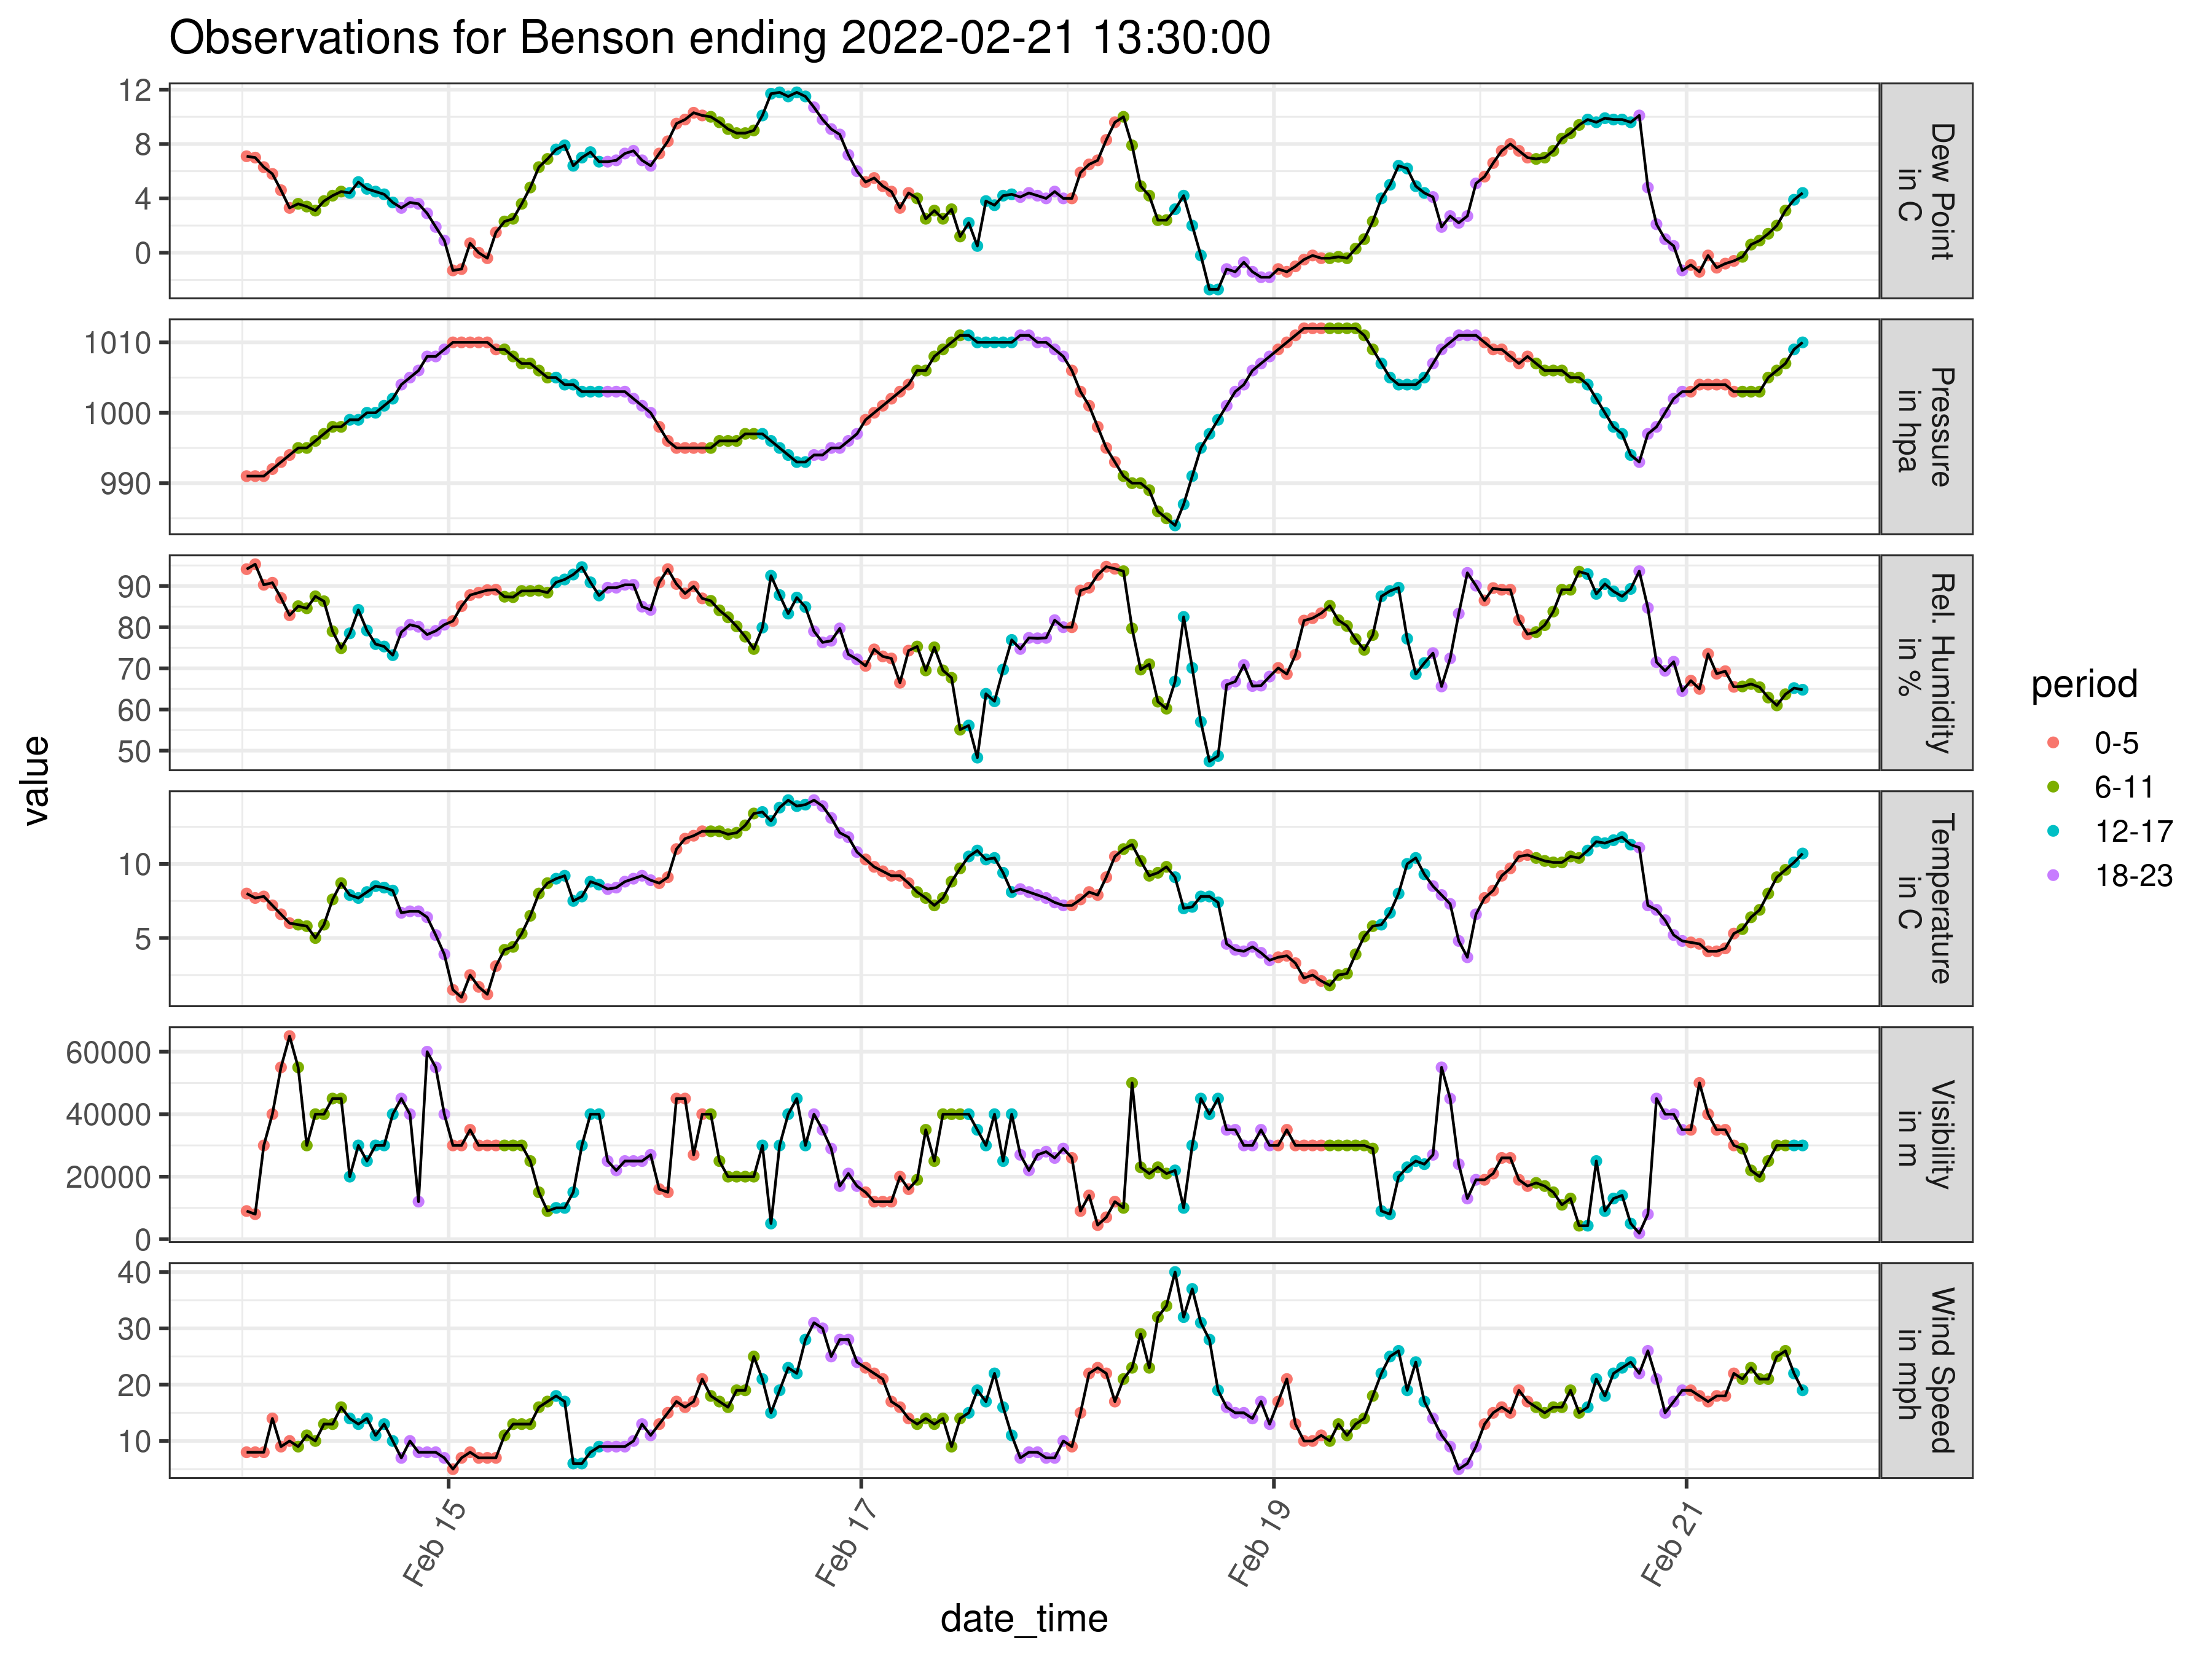 Observations for Benson ending 2022-02-21 13:30:00
value
12
8
4
0
Dew Point
in C
1010
1000
990
Pressure
in hpa
90
80
70
60
50
Rel. Humidity
in %
10
5
Temperature
in C
60000
40000
20000
0
Visibility
in m
40
30
20
10
Wind Speed
in mph
Feb 15
Feb 17
Feb 19
Feb 21
date_time
period
0-5
6-11
12-17
18-23